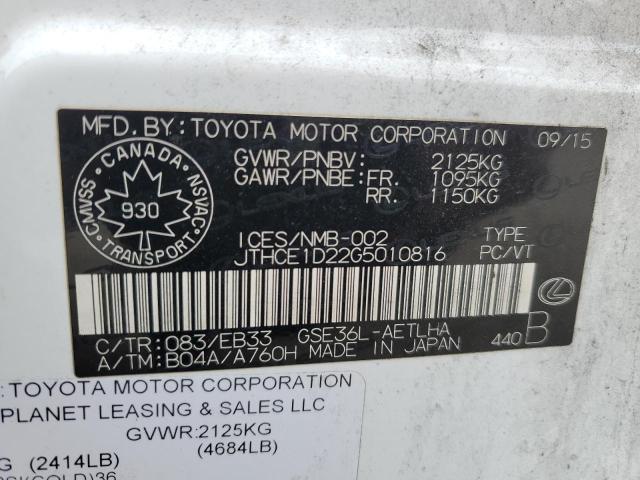 MFD.BY:TOYOTA MOTOR CORPORATION 09/15
GVWR/PNBV: 2125KG
GAWR/PNBE:FR. 1095KG
RR. 1150KG
CANADA
CMVSS NSVAC
930
TRANSPORT
ICES/NMB-002 TYPE
JTHCE1D22G5010816 PC/VT
C/TR:083/EB33 GSE36L-AETLHA
A/TM:B04A/A760H MADE IN JAPAN 440B
:TOYOTA MOTOR CORPORATION
PLANET LEASING & SALES LLC
GVWR:2125KG
(4684LB)
G (2414LB)